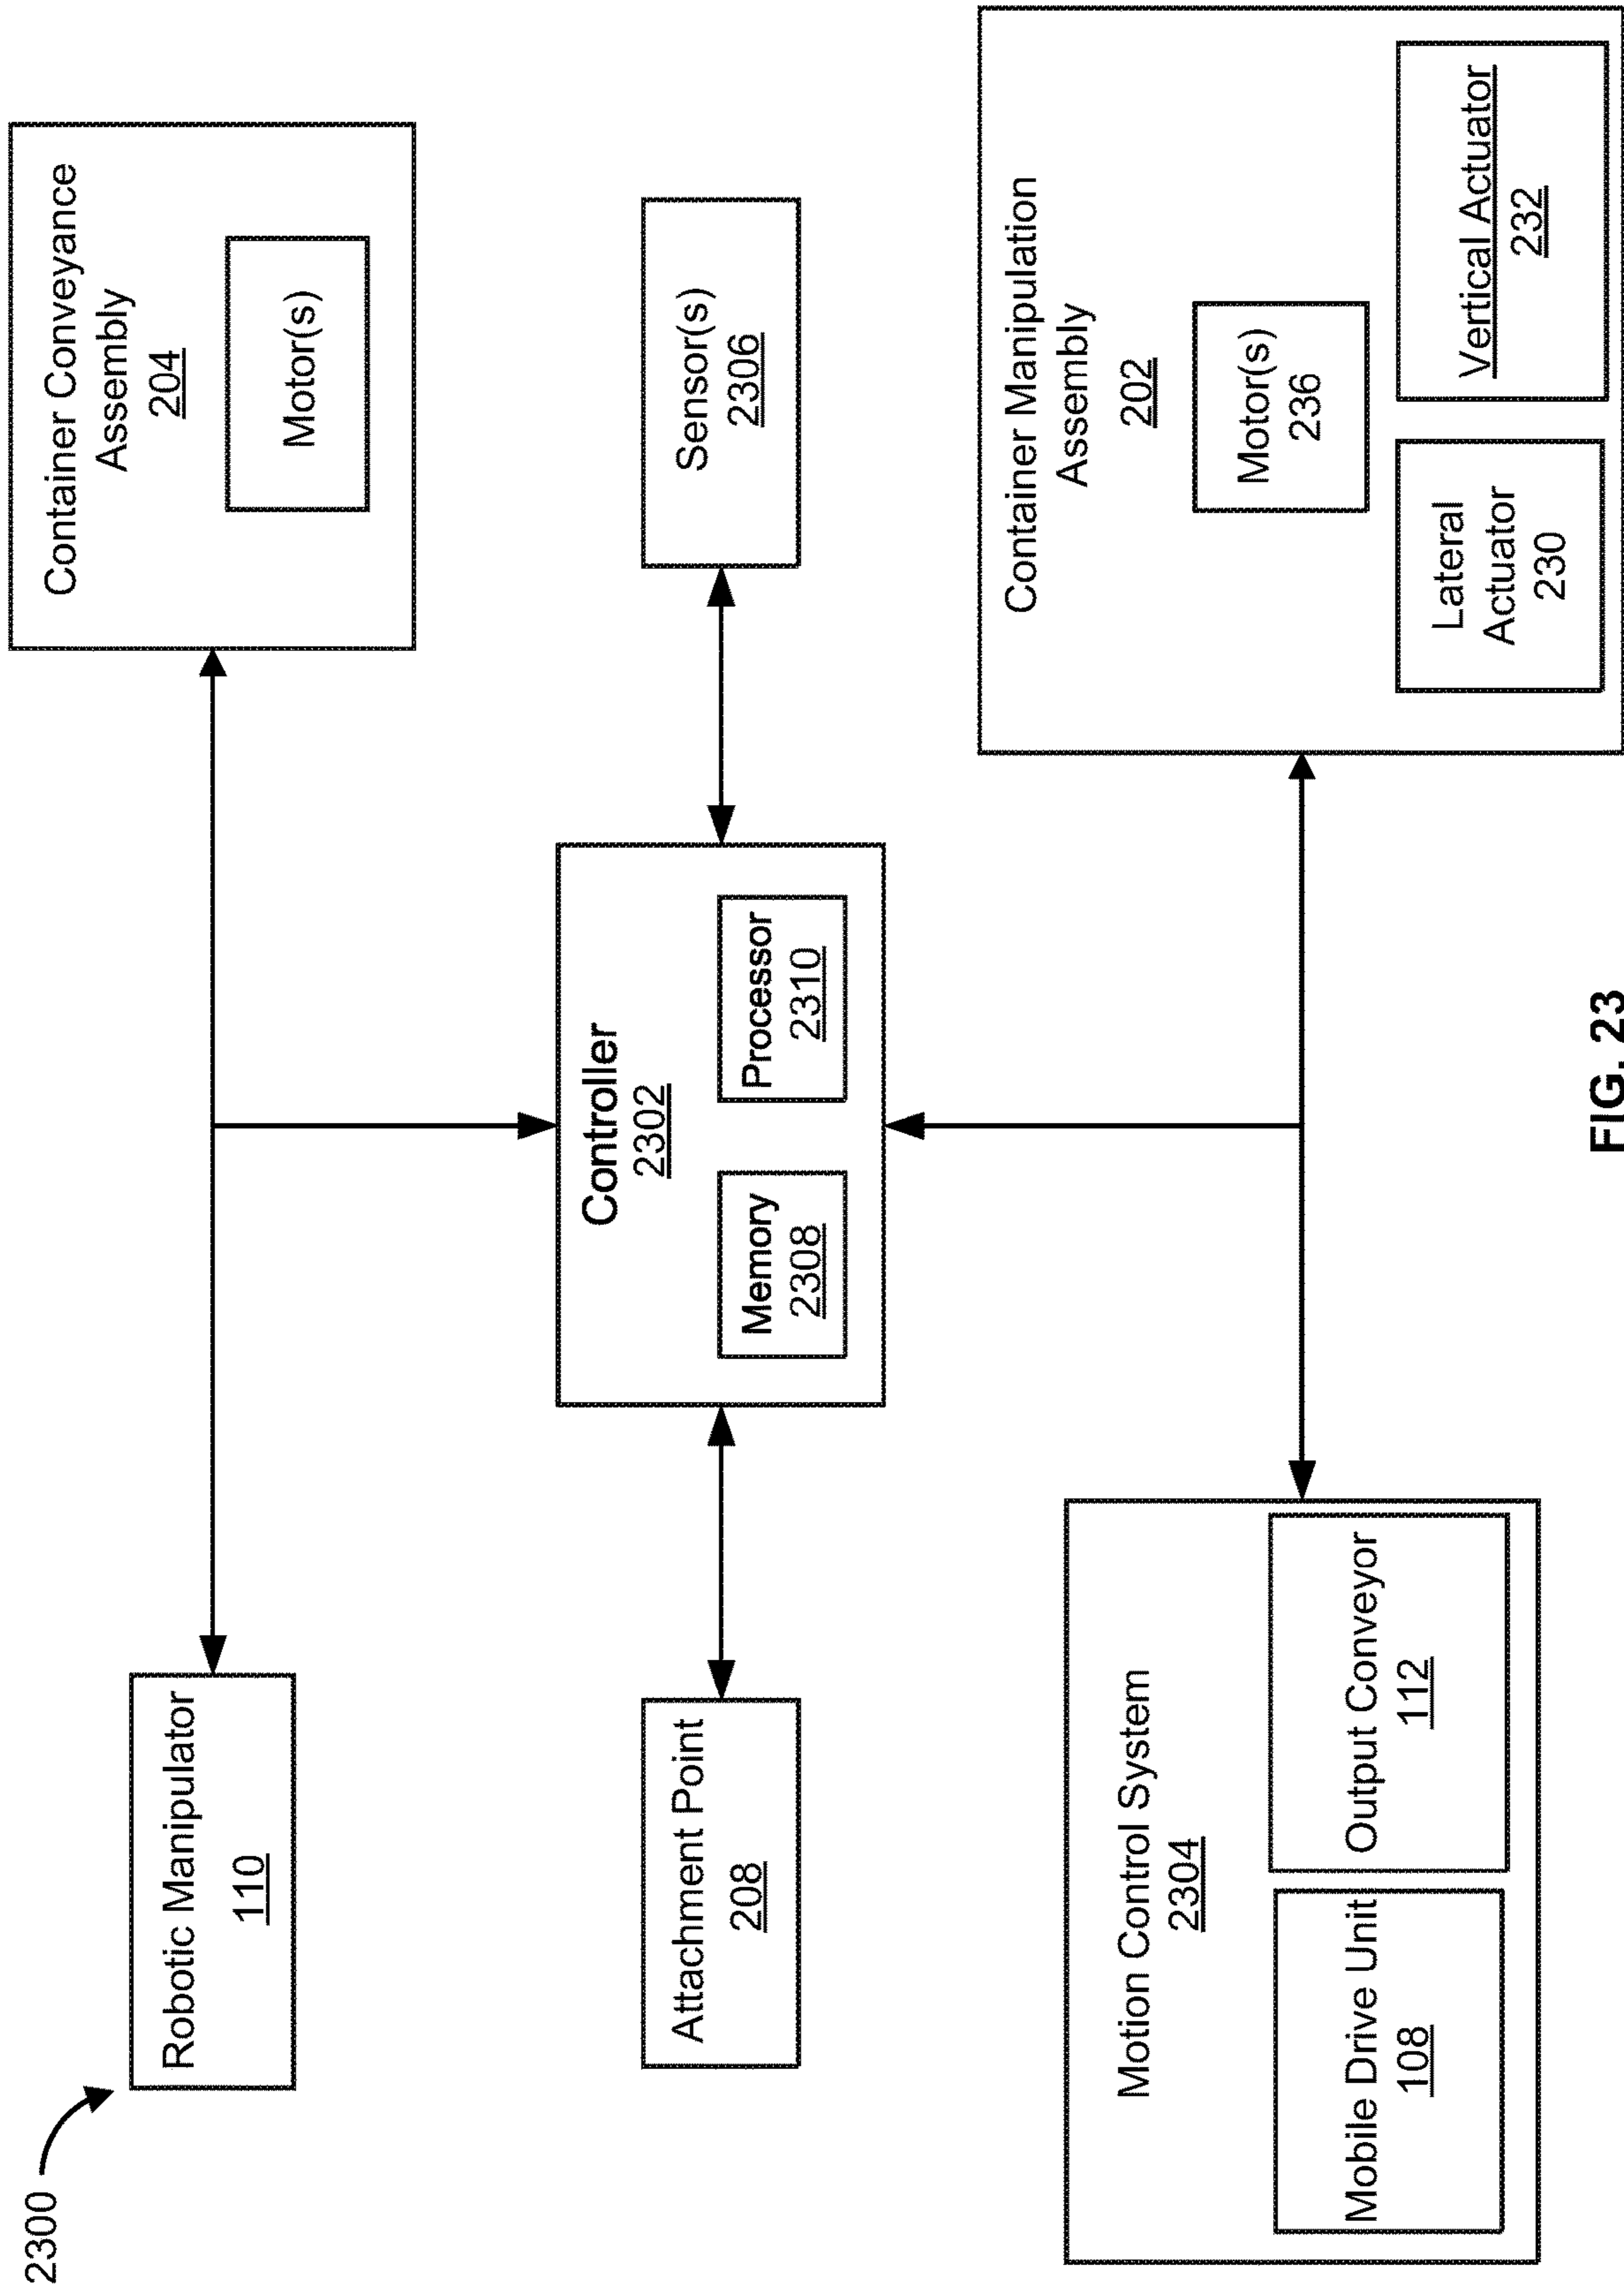 2300
Robotic Manipulator
110
Container Conveyance
Assembly
204
Motor(s)
Attachment Point
208
Controller
2302
Memory
2308
Processor
2310
Sensor(s)
2306
Motion Control System
2304
Mobile Drive Unit
108
Output Conveyor
112
Container Manipulation
Assembly
202
Motor(s)
236
Lateral
Actuator
230
Vertical Actuator
232
FIG. 23